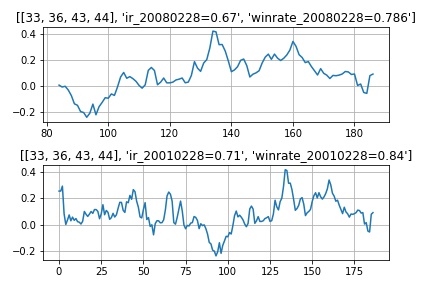 [[33, 36, 43, 44], 'ir_20080228=0.67', 'winrate_20080228=0.786']
0.4
0.2
0.0
−0.2
80 100 120 140 160 180
[[33, 36, 43, 44], 'ir_20010228=0.71', 'winrate_20010228=0.84']
0.4
0.2
0.0
−0.2
0 25 50 75 100 125 150 175